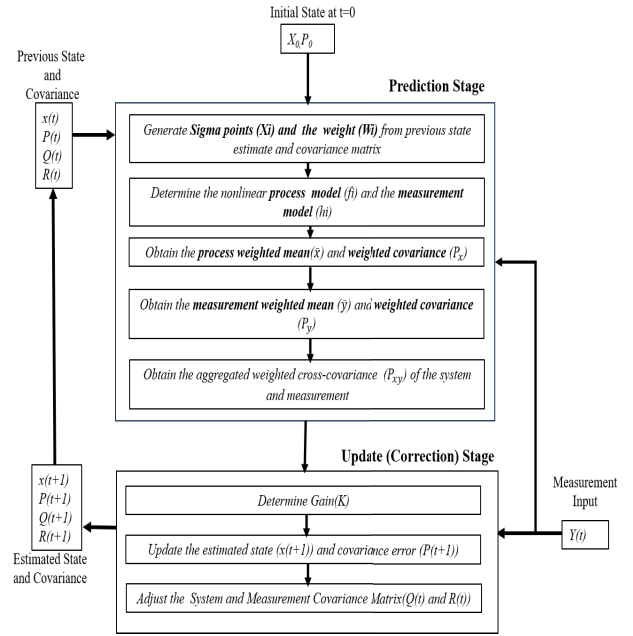 Initial State at t=0
X0,P0
Previous State
and
Covariance
x(t)
P(t)
Q(t)
R(t)
Prediction Stage
Generate Sigma points (Xi) and the weight (Wi) from previous state
estimate and covariance matrix
Determine the nonlinear process model (fi) and the measurement
model (hi)
Obtain the process weighted mean(x̄) and weighted covariance (Px)
Obtain the measurement weighted mean (ȳ) and weighted covariance
(Py)
Obtain the aggregated weighted cross-covariance (Pxy) of the system
and measurement
Update (Correction) Stage
Determine Gain(K)
Update the estimated state (x(t+1)) and covariance error (P(t+1))
Adjust the System and Measurement Covariance Matrix(Q(t) and R(t))
x(t+1)
P(t+1)
Q(t+1)
R(t+1)
Estimated State
and Covariance
Measurement
Input
Y(t)